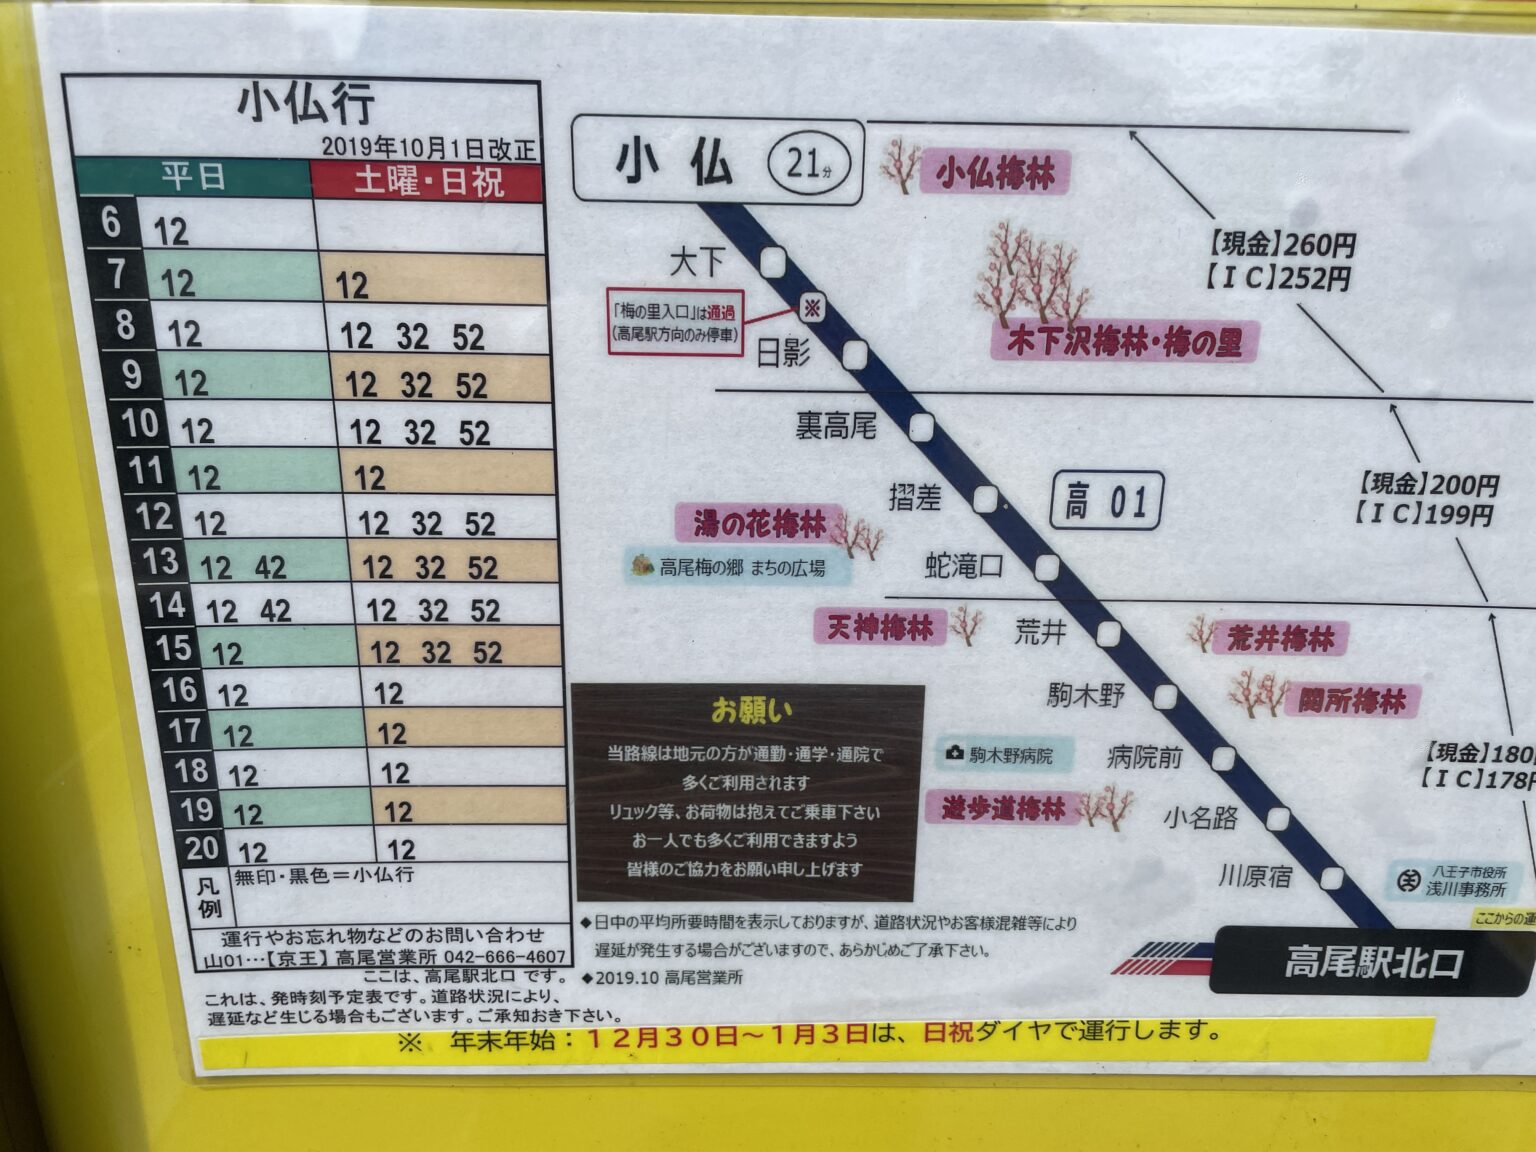 小仏行
2019年10月1日改正
平日 土曜・日祝
6 12
7 12 12
8 12 12 32 52
9 12 12 32 52
10 12 12 32 52
11 12 12
12 12 12 32 52
13 12 42 12 32 52
14 12 42 12 32 52
15 12 12 32 52
16 12 12
17 12 12
18 12 12
19 12 12
20 12 12
凡例 無印・黒色=小仏行
運行やお忘れ物などのお問い合わせ
山01…【京王】高尾営業所 042-666-4607
ここは、高尾駅北口 です。
これは、発時刻予定表です。道路状況により、
遅延など生じる場合もございます。ご承知おき下さい。
小仏 21分
小仏梅林
【現金】260円
【IC】252円
大下
「梅の里入口」は通過
(高尾駅方向のみ停車)
※
木下沢梅林・梅の里
日影
裏高尾
摺差
高01
【現金】200円
【IC】199円
湯の花梅林
高尾梅の郷 まちの広場
蛇滝口
天神梅林
荒井
荒井梅林
駒木野
関所梅林
駒木野病院
病院前
【現金】180
【IC】178円
遊歩道梅林
小名路
川原宿
八王子市役所
浅川事務所
ここからの運
高尾駅北口
お願い
当路線は地元の方が通勤・通学・通院で
多くご利用されます
リュック等、お荷物は抱えてご乗車下さい
お一人でも多くご利用できますよう
皆様のご協力をお願い申し上げます
◆日中の平均所要時間を表示しておりますが、道路状況やお客様混雑等により
遅延が発生する場合がございますので、あらかじめご了承下さい。
◆2019.10 高尾営業所
※ 年末年始:12月30日~1月3日は、日祝ダイヤで運行します。